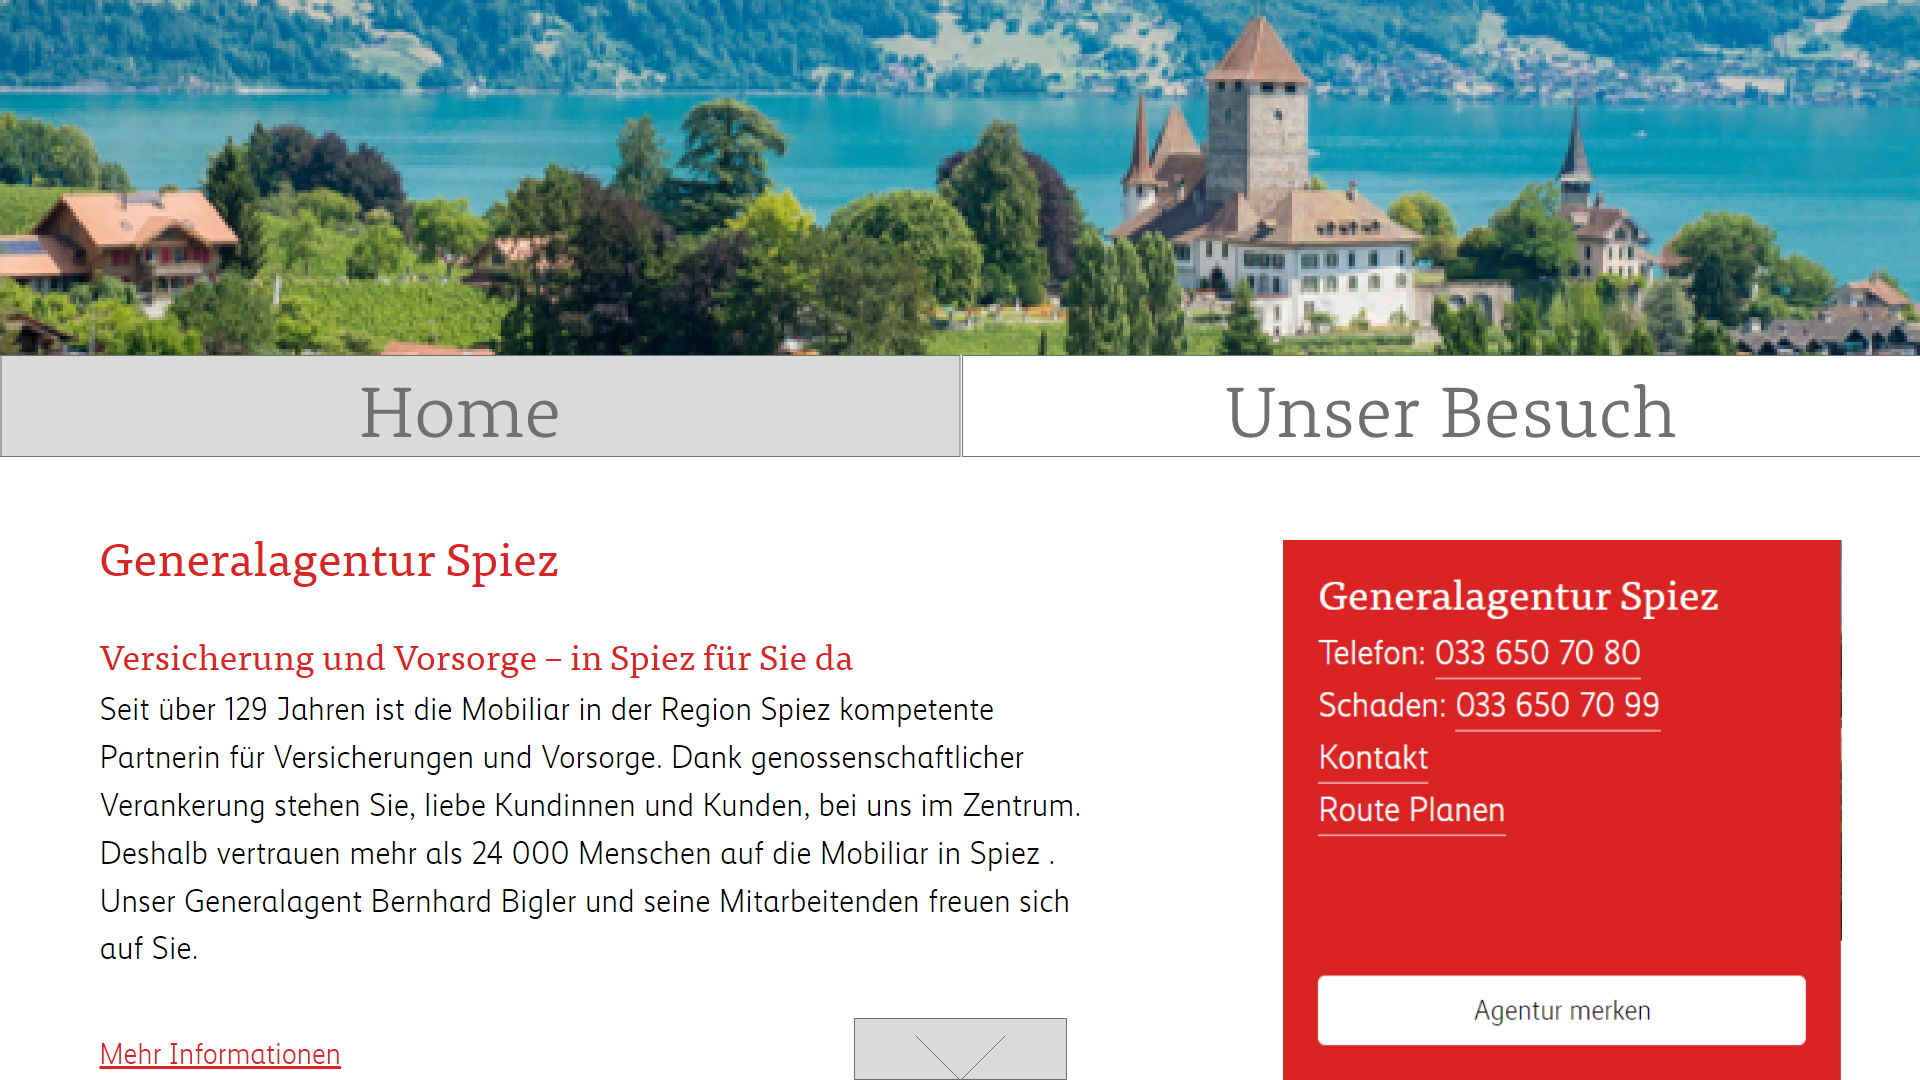 Home
Unser Besuch
Generalagentur Spiez
Versicherung und Vorsorge – in Spiez für Sie da
Seit über 129 Jahren ist die Mobiliar in der Region Spiez kompetente
Partnerin für Versicherungen und Vorsorge. Dank genossenschaftlicher
Verankerung stehen Sie, liebe Kundinnen und Kunden, bei uns im Zentrum.
Deshalb vertrauen mehr als 24 000 Menschen auf die Mobiliar in Spiez .
Unser Generalagent Bernhard Bigler und seine Mitarbeitenden freuen sich
auf Sie.
Mehr Informationen
Generalagentur Spiez
Telefon: 033 650 70 80
Schaden: 033 650 70 99
Kontakt
Route Planen
Agentur merken